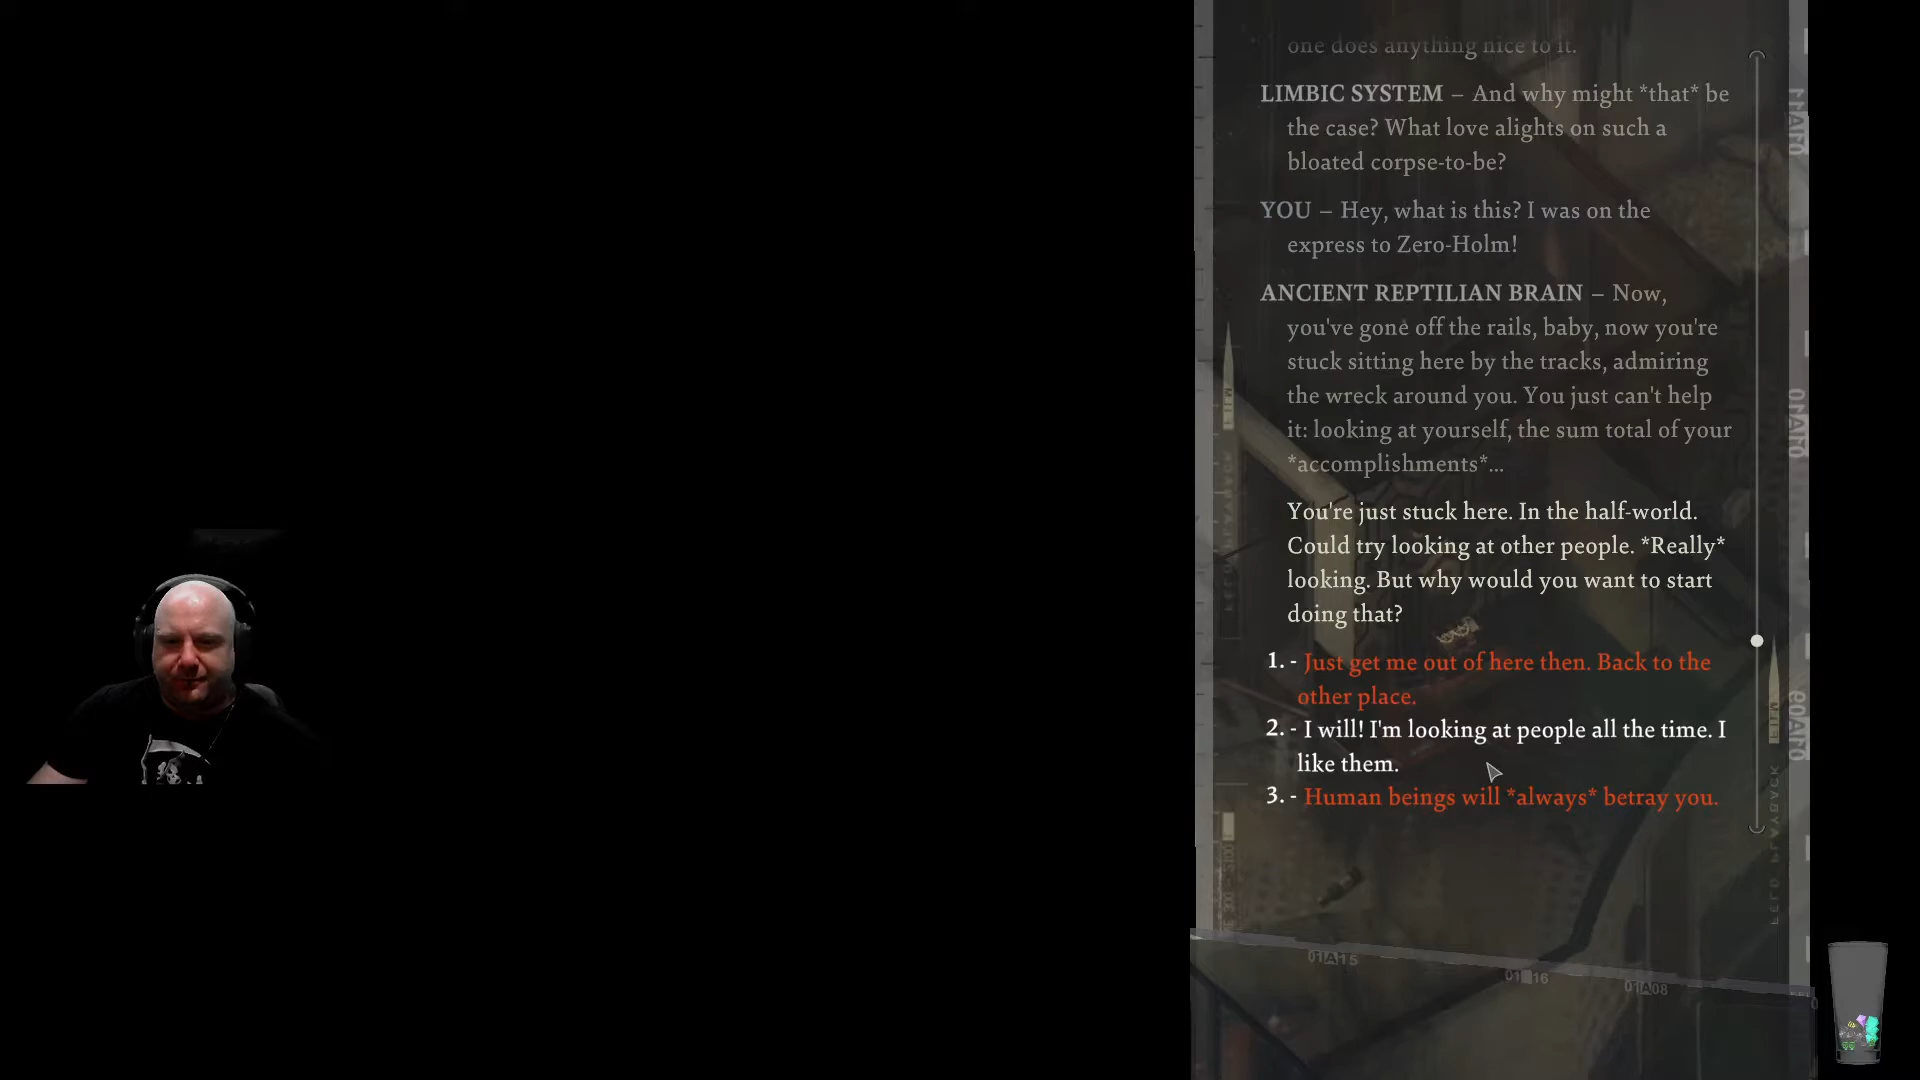 one does anything nice to it.
LIMBIC SYSTEM – And why might *that* be
the case? What love alights on such a
bloated corpse-to-be?
YOU – Hey, what is this? I was on the
express to Zero-Holm!
ANCIENT REPTILIAN BRAIN – Now,
you've gone off the rails, baby, now you're
stuck sitting here by the tracks, admiring
the wreck around you. You just can't help
it: looking at yourself, the sum total of your
*accomplishments*...
You're just stuck here. In the half-world.
Could try looking at other people. *Really*
looking. But why would you want to start
doing that?
1. - Just get me out of here then. Back to the
other place.
2. - I will! I'm looking at people all the time. I
like them.
3. - Human beings will *always* betray you.